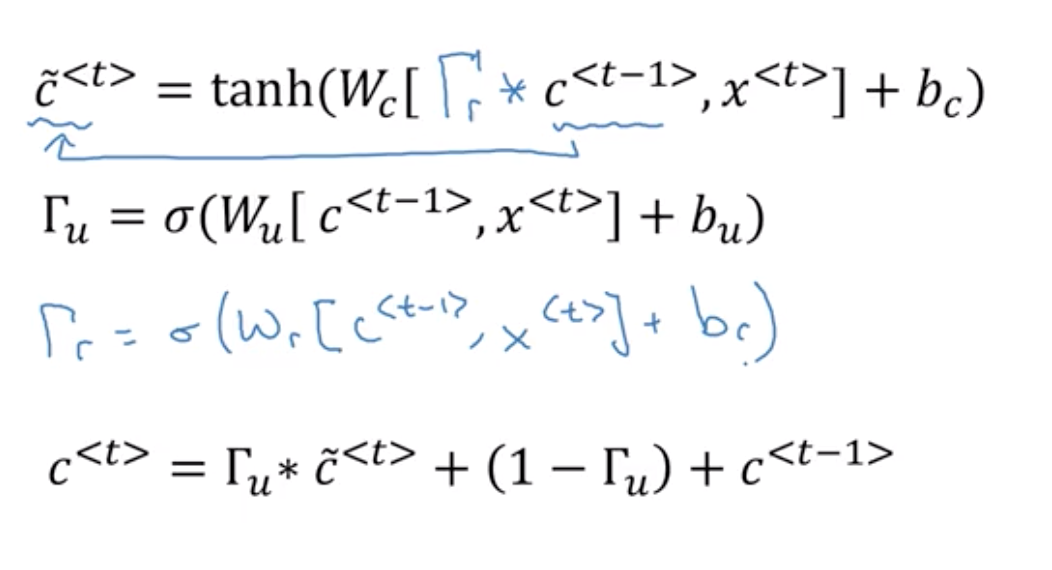 c̃^<t> = tanh(W_c[ Γ_r * c^<t−1>, x^<t>] + b_c)
Γ_u = σ(W_u[ c^<t−1>, x^<t>] + b_u)
Γ_r = σ(W_r[c^<t−1>, x^<t>] + b_r)
c^<t> = Γ_u * c̃^<t> + (1 − Γ_u) + c^<t−1>